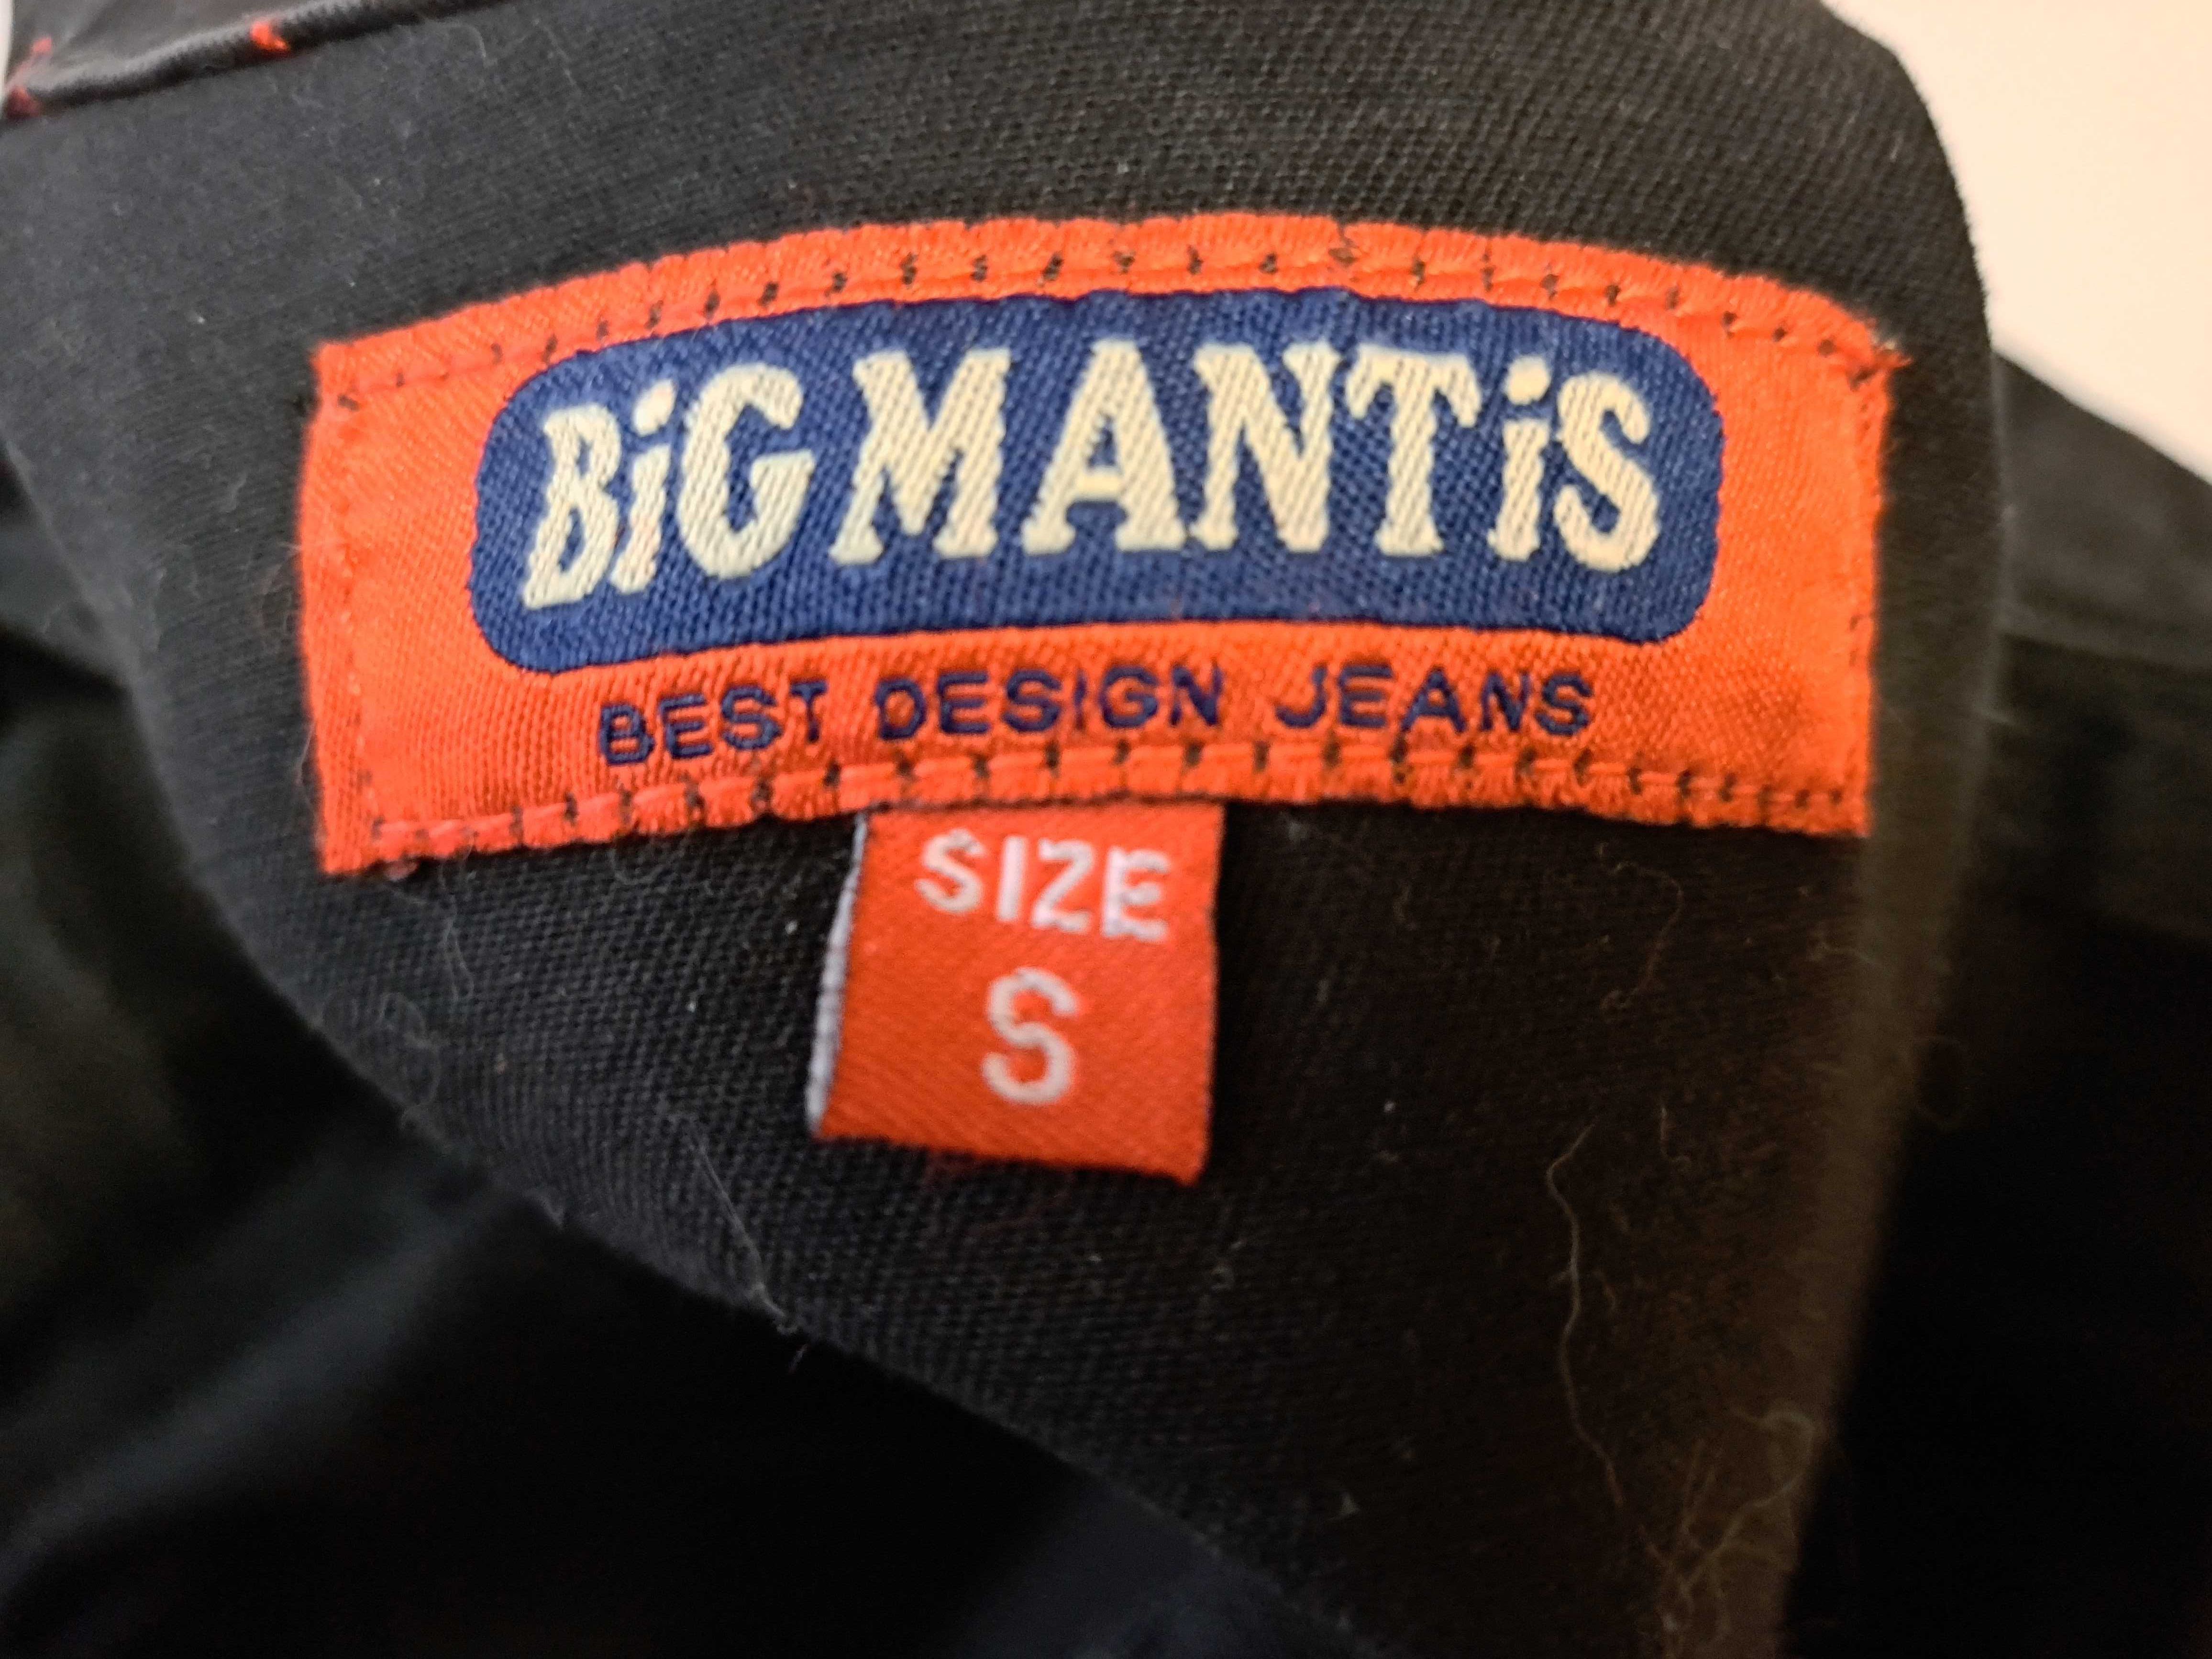 BiG MANTiS
BEST DESIGN JEANS
SIZE
S